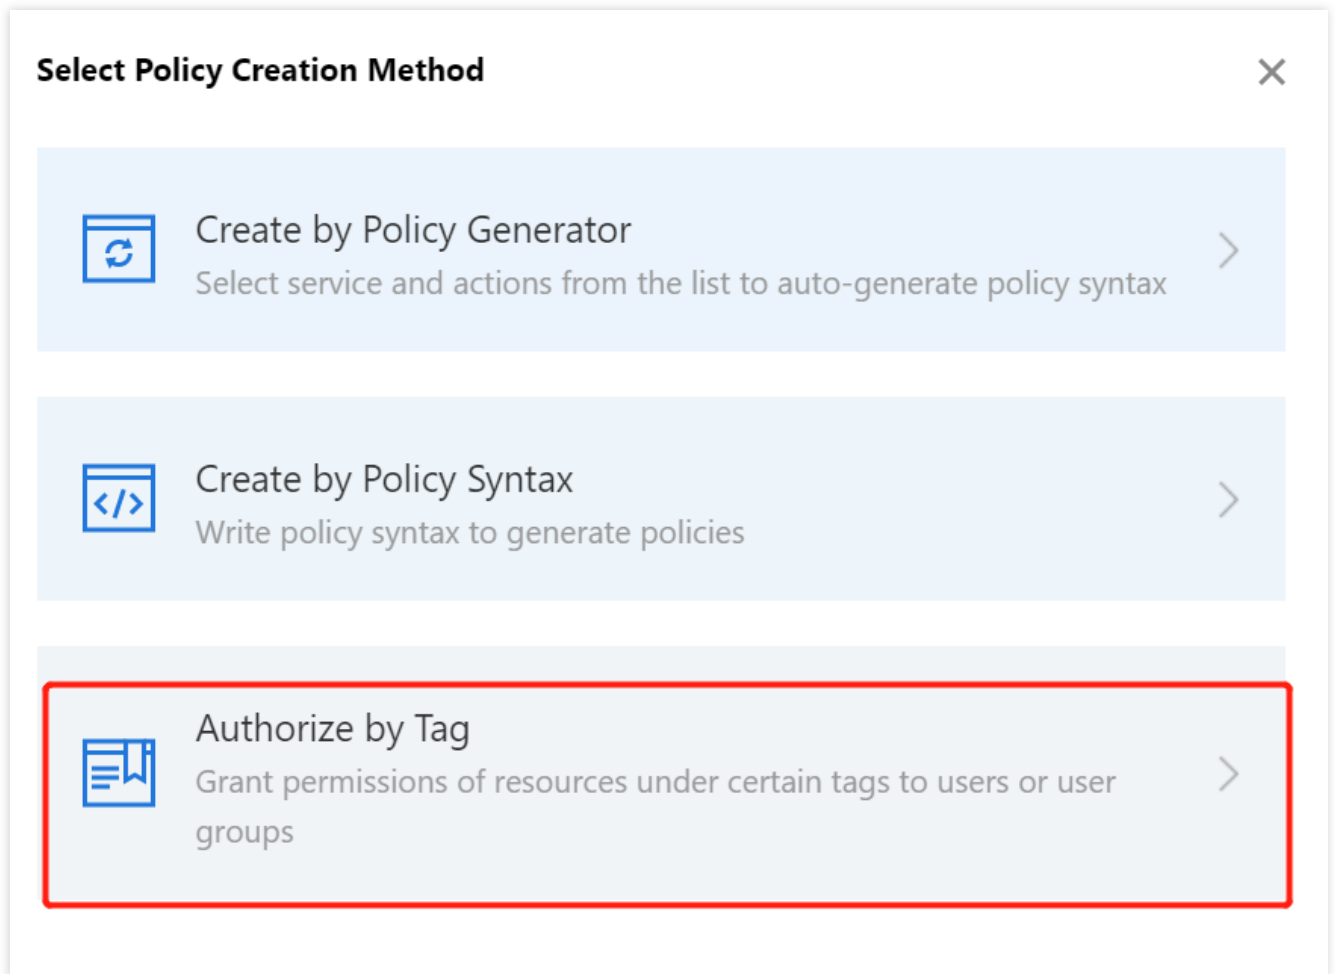 Select Policy Creation Method
Create by Policy Generator
Select service and actions from the list to auto-generate policy syntax
Create by Policy Syntax
Write policy syntax to generate policies
Authorize by Tag
Grant permissions of resources under certain tags to users or user
groups